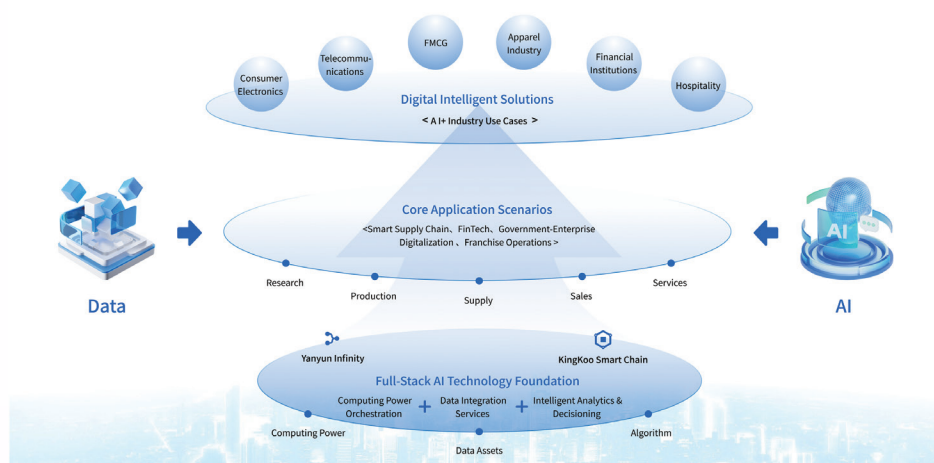 FMCG
Apparel
Industry
Telecommu-
nications
Financial
Institutions
Consumer
Electronics
Hospitality
Digital Intelligent Solutions
< A I+ Industry Use Cases >
Core Application Scenarios
<Smart Supply Chain、FinTech、Government-Enterprise
Digitalization 、Franchise Operations >
AI
Data
AI
Research
Production
Supply
Sales
Services
Yanyun Infinity
KingKoo Smart Chain
Full-Stack AI Technology Foundation
Computing Power
Orchestration
+
Data Integration
Services
+
Intelligent Analytics &
Decisioning
Computing Power
Data Assets
Algorithm